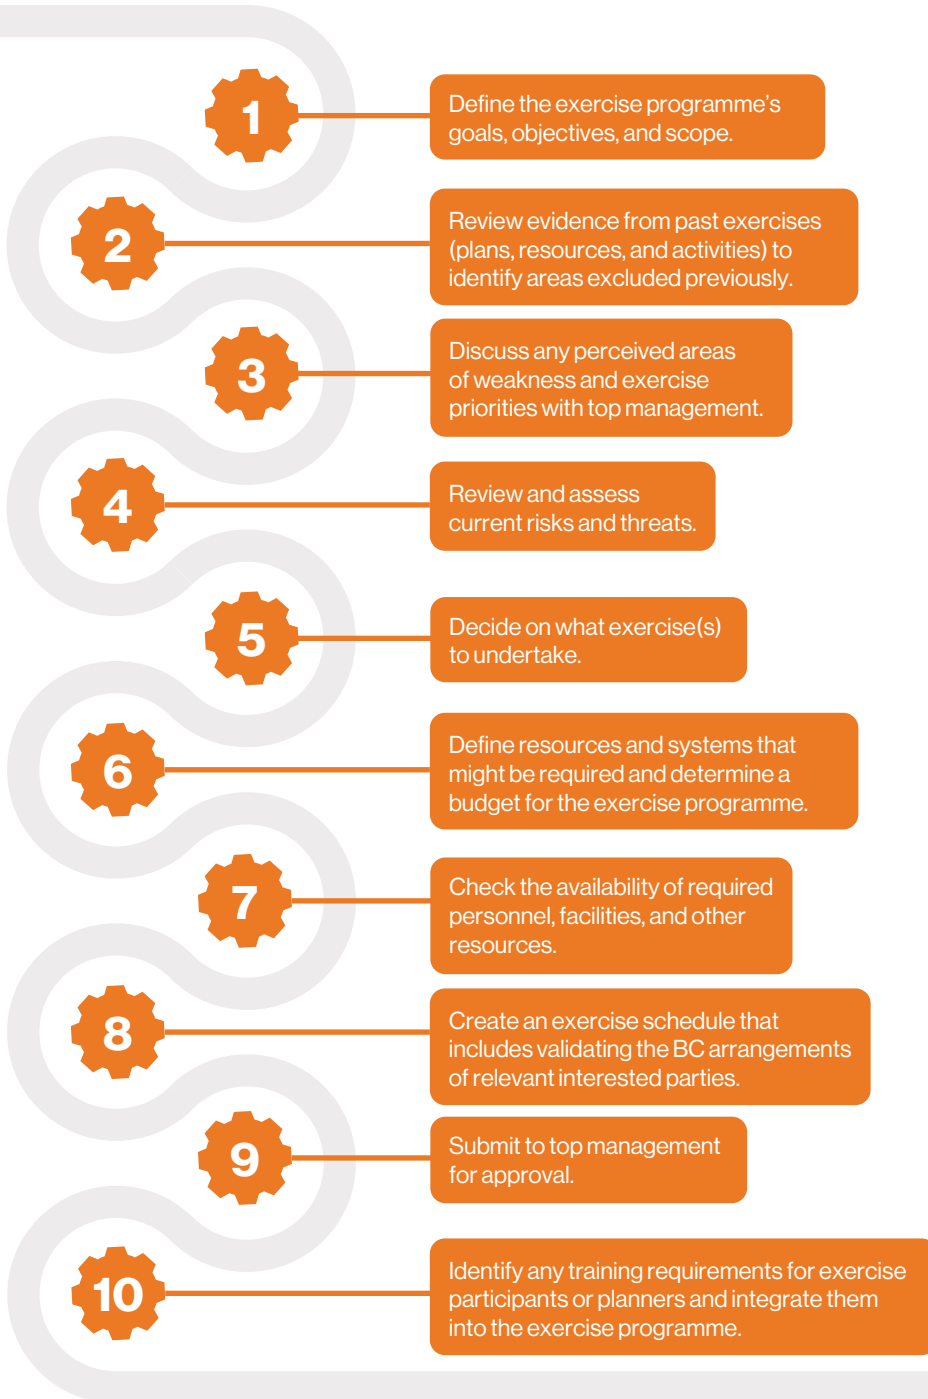 1
Define the exercise programme's
goals, objectives, and scope.
2
Review evidence from past exercises
(plans, resources, and activities) to
identify areas excluded previously.
3
Discuss any perceived areas
of weakness and exercise
priorities with top management.
4
Review and assess
current risks and threats.
5
Decide on what exercise(s)
to undertake.
6
Define resources and systems that
might be required and determine a
budget for the exercise programme.
7
Check the availability of required
personnel, facilities, and other
resources.
8
Create an exercise schedule that
includes validating the BC arrangements
of relevant interested parties.
9
Submit to top management
for approval.
10
Identify any training requirements for exercise
participants or planners and integrate them
into the exercise programme.